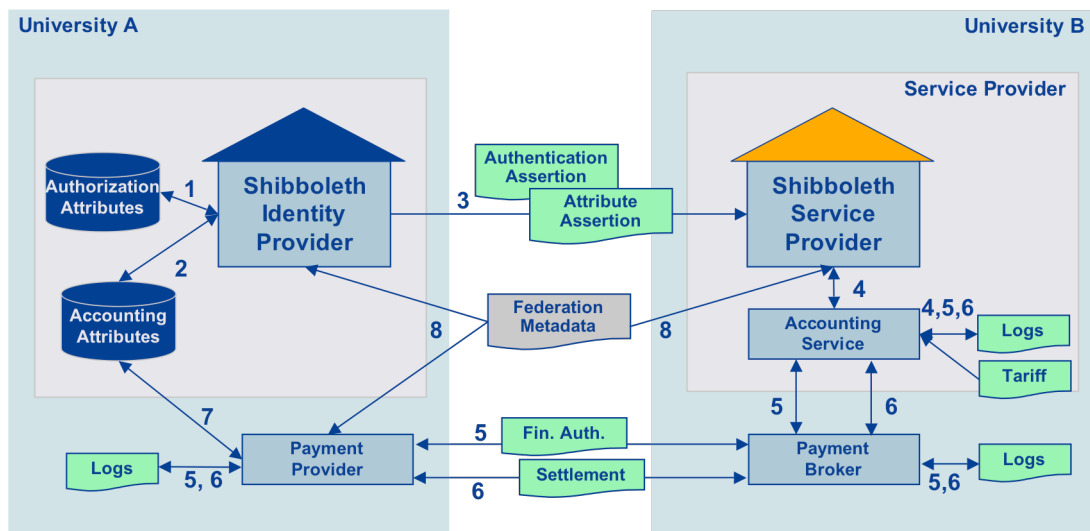 University A
University B
Service Provider
Authorization
Attributes
1
Shibboleth
Identity
Provider
3
Authentication
Assertion
Attribute
Assertion
Shibboleth
Service
Provider
2
Accounting
Attributes
8
Federation
Metadata
8
4
Accounting
Service
4,5,6
Logs
Tariff
7
5
6
Logs
5, 6
Payment
Provider
5
Fin. Auth.
Settlement
6
Payment
Broker
5,6
Logs